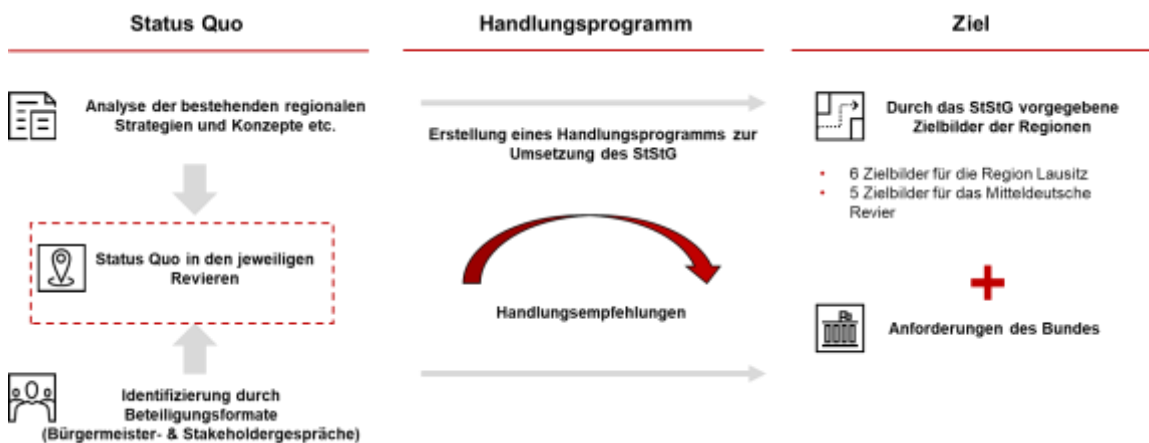 Status Quo
Analyse der bestehenden regionalen
Strategien und Konzepte etc.
Status Quo in den jeweiligen
Revieren
Identifizierung durch
Beteiligungsformate
(Bürgermeister- & Stakeholdergespräche)
Handlungsprogramm
Erstellung eines Handlungsprogramms zur
Umsetzung des StStG
Handlungsempfehlungen
Ziel
Durch das StStG vorgegebene
Zielbilder der Regionen
• 6 Zielbilder für die Region Lausitz
• 5 Zielbilder für das Mitteldeutsche
Revier
Anforderungen des Bundes